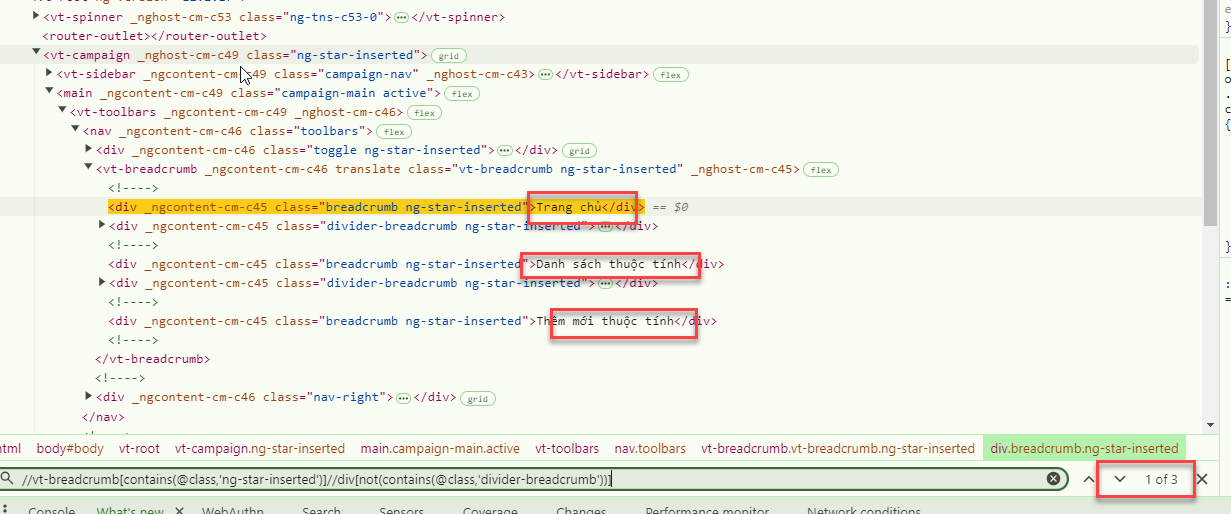 <vt-spinner _nghost-cm-c53 class="ng-tns-c53-0">…</vt-spinner>
<router-outlet></router-outlet>
<vt-campaign _nghost-cm-c49 class="ng-star-inserted"> grid
<vt-sidebar _ngcontent-cm-c49 class="campaign-nav" _nghost-cm-c43>…</vt-sidebar> flex
<main _ngcontent-cm-c49 class="campaign-main active"> flex
<vt-toolbars _ngcontent-cm-c49 _nghost-cm-c46> flex
<nav _ngcontent-cm-c46 class="toolbars"> flex
<div _ngcontent-cm-c46 class="toggle ng-star-inserted">…</div> grid
<vt-breadcrumb _ngcontent-cm-c46 translate class="vt-breadcrumb ng-star-inserted" _nghost-cm-c45> flex
<!---->
<div _ngcontent-cm-c45 class="breadcrumb ng-star-inserted">Trang chủ</div> == $0
<div _ngcontent-cm-c45 class="divider-breadcrumb ng-star-inserted">…</div>
<!---->
<div _ngcontent-cm-c45 class="breadcrumb ng-star-inserted">Danh sách thuộc tính</div>
<div _ngcontent-cm-c45 class="divider-breadcrumb ng-star-inserted">…</div>
<!---->
<div _ngcontent-cm-c45 class="breadcrumb ng-star-inserted">Thêm mới thuộc tính</div>
<!---->
</vt-breadcrumb>
<!---->
<div _ngcontent-cm-c46 class="nav-right">…</div> grid
</nav>
html body#body vt-root vt-campaign.ng-star-inserted main.campaign-main.active vt-toolbars nav.toolbars vt-breadcrumb.vt-breadcrumb.ng-star-inserted div.breadcrumb.ng-star-inserted
//vt-breadcrumb[contains(@class,'ng-star-inserted')]//div[not(contains(@class,'divider-breadcrumb'))] 1 of 3
Console What's new WebAuthn Search Sensors Coverage Changes Performance monitor Network conditions